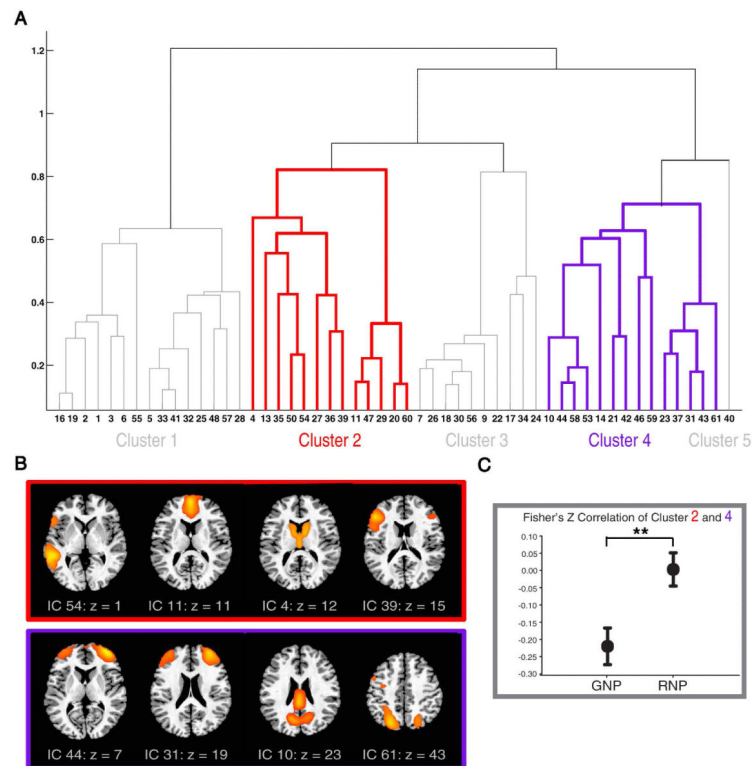 A
1.2
1
0.8
0.6
0.4
0.2
16 19 2 1 3 6 55 5 33 41 32 25 48 57 28 4 13 35 50 54 27 36 39 11 47 29 20 60 7 26 18 30 56 9 22 17 34 24 10 44 58 53 14 21 42 46 59 23 37 31 43 61 40
Cluster 1 Cluster 2 Cluster 3 Cluster 4 Cluster 5
B
IC 54: z = 1 IC 11: z = 11 IC 4: z = 12 IC 39: z = 15
IC 44: z = 7 IC 31: z = 19 IC 10: z = 23 IC 61: z = 43
C
Fisher's Z Correlation of Cluster 2 and 4
**
0.10
0.05
0.00
-0.05
-0.10
-0.15
-0.20
-0.25
-0.30
GNP RNP